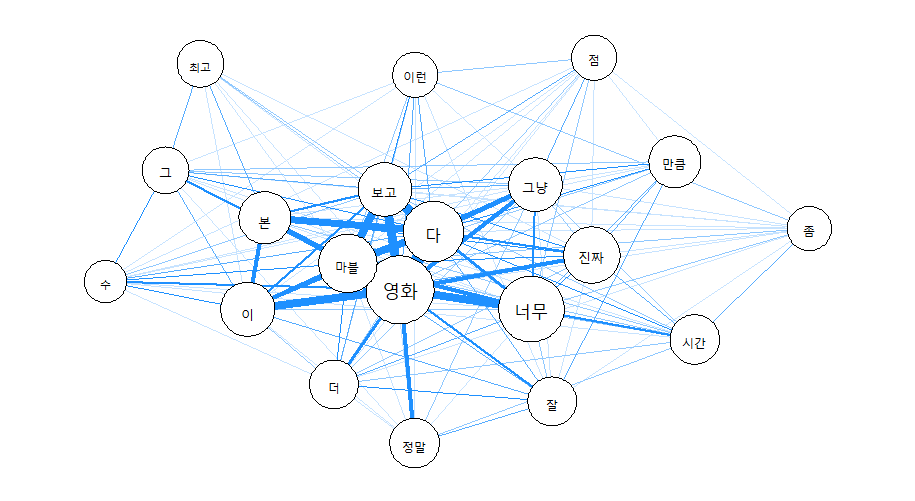 최고
이런
점
그
보고
그냥
만큼
본
다
좀
마블
진짜
수
이
영화
너무
시간
더
잘
정말